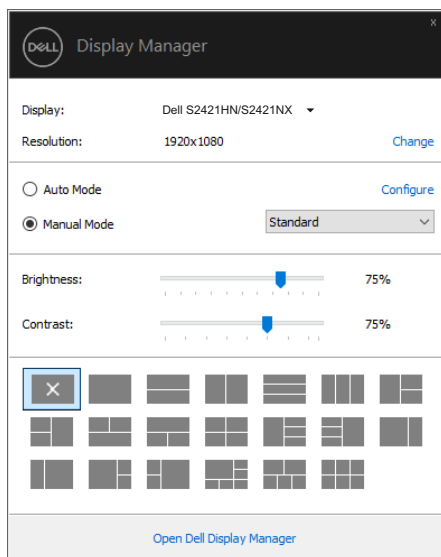 x
DELL Display Manager
Display: Dell S2421HN/S2421NX
Resolution: 1920x1080 Change
Auto Mode Configure
Manual Mode Standard
Brightness: 75%
Contrast: 75%
Open Dell Display Manager